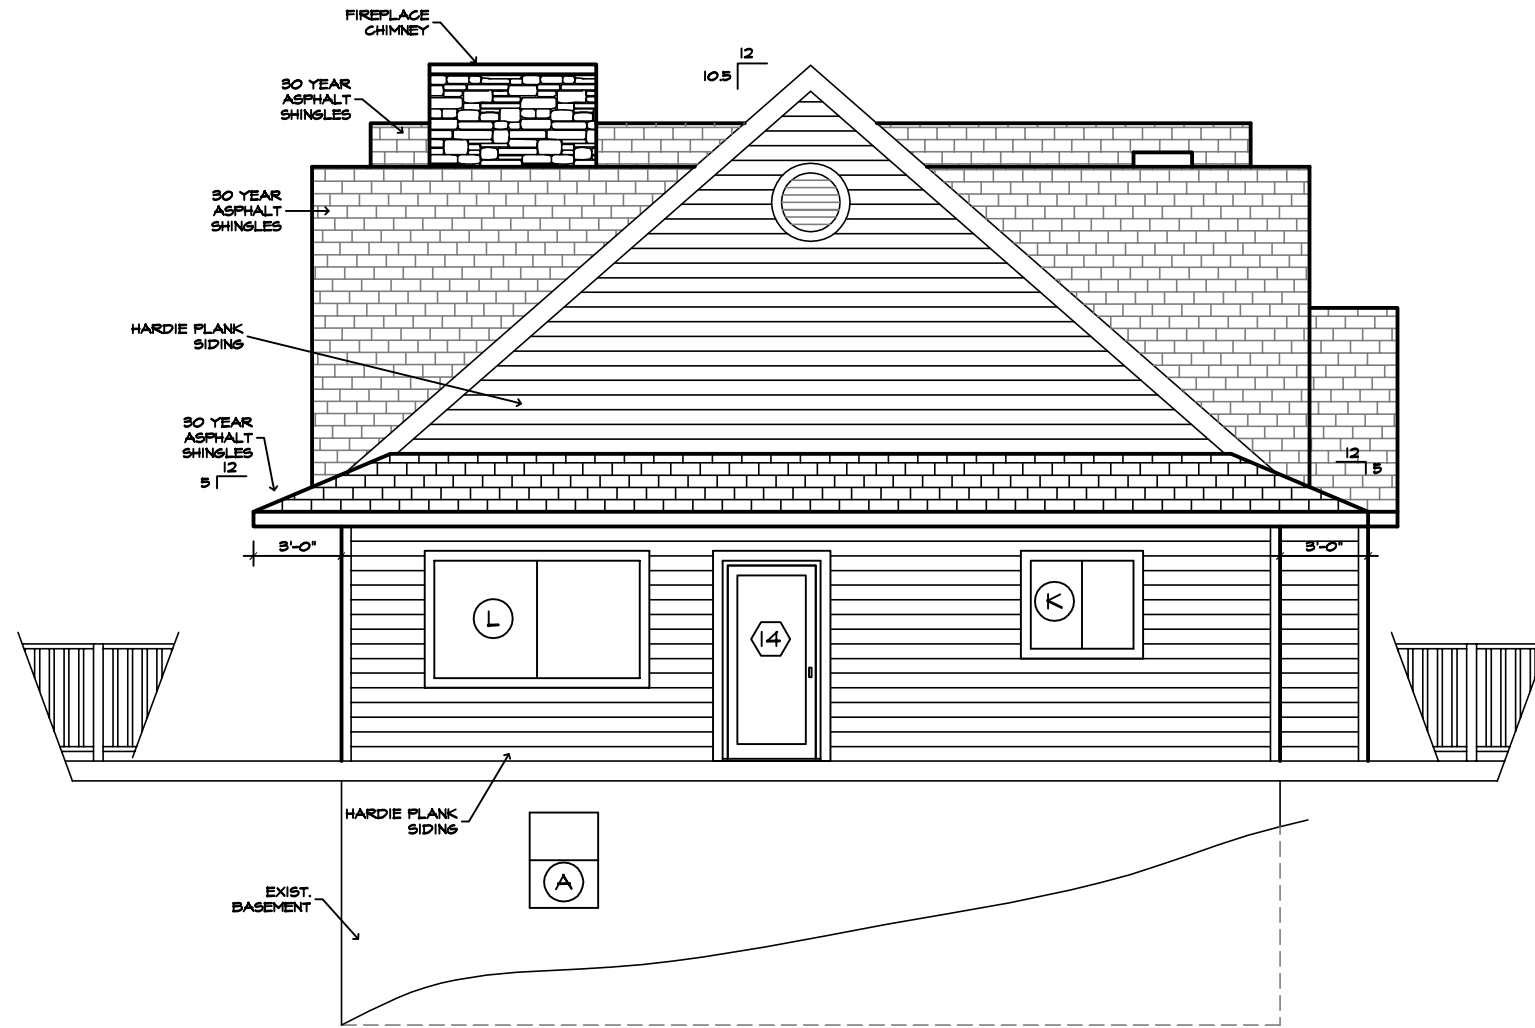 FIREPLACE
CHIMNEY
12
10.5
30 YEAR
ASPHALT
SHINGLES
30 YEAR
ASPHALT
SHINGLES
HARDIE PLANK
SIDING
30 YEAR
ASPHALT
SHINGLES
12
5
12
5
3'-0"
3'-0"
L
14
K
HARDIE PLANK
SIDING
A
EXIST.
BASEMENT